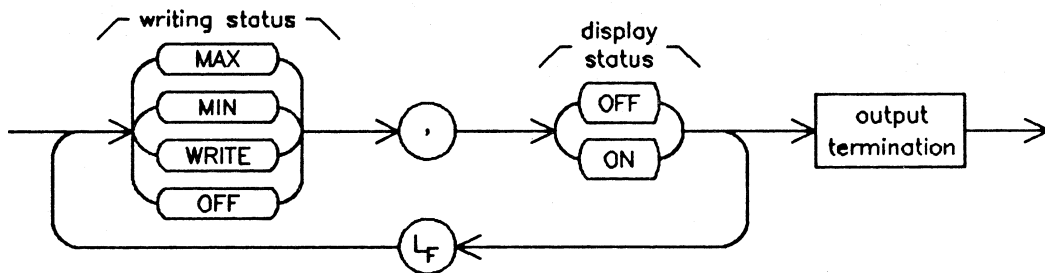 writing status
MAX
MIN
WRITE
OFF
,
display
status
OFF
ON
output
termination
LF